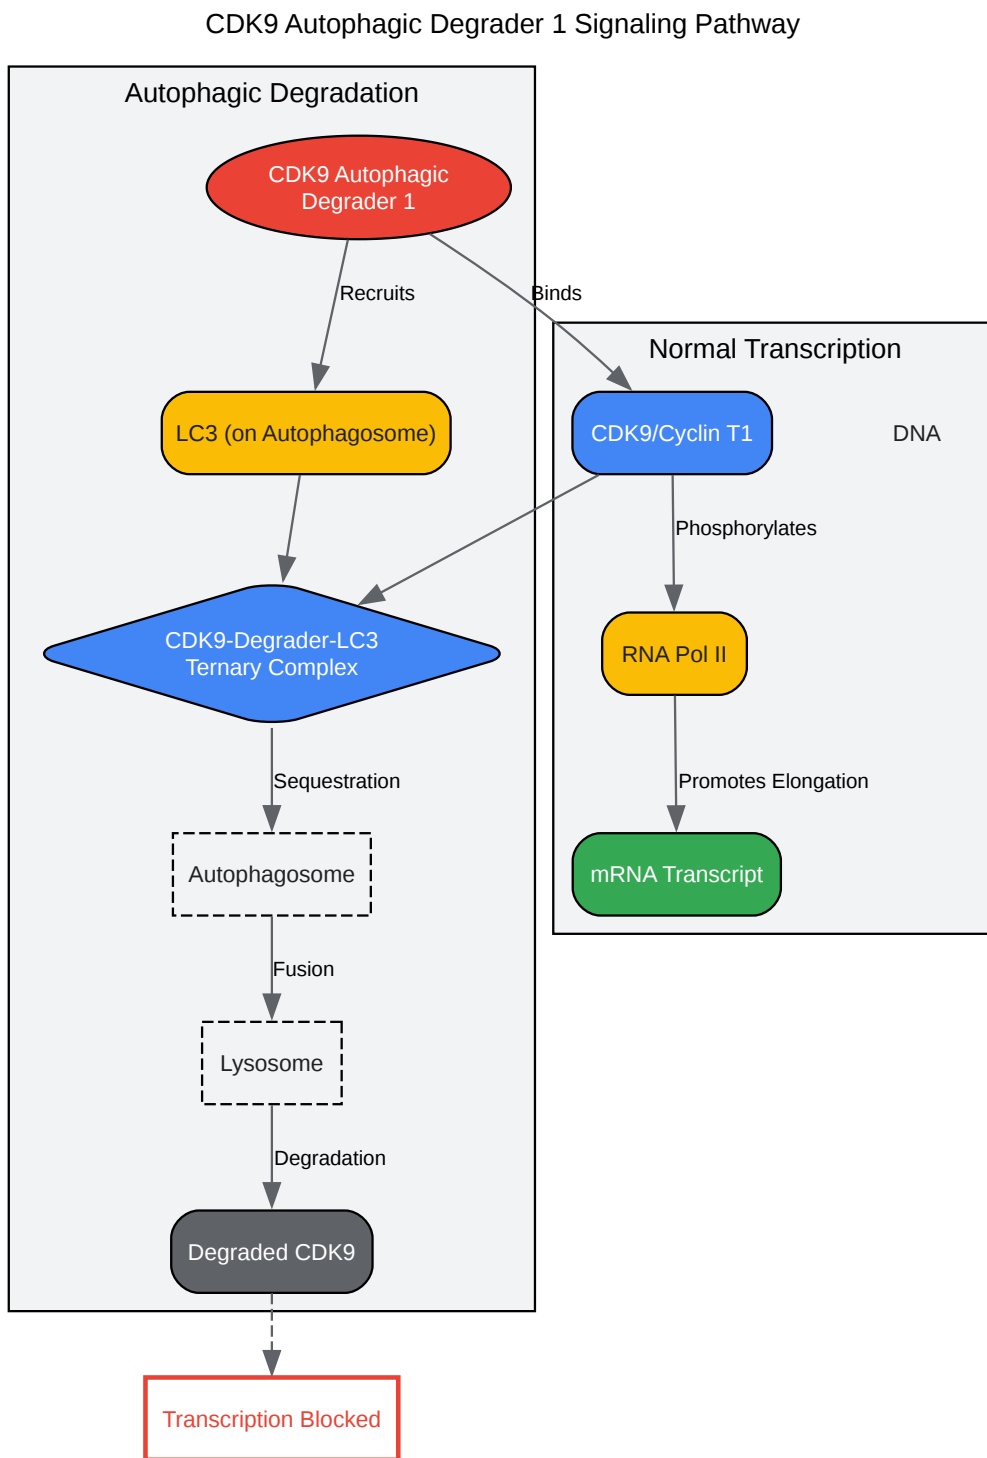 CDK9 Autophagic Degrader 1 Signaling Pathway
Autophagic Degradation
CDK9 Autophagic
Degrader 1
Recruits
Binds
Normal Transcription
LC3 (on Autophagosome)
CDK9/Cyclin T1
DNA
Phosphorylates
CDK9-Degrader-LC3
Ternary Complex
RNA Pol II
Sequestration
Promotes Elongation
Autophagosome
mRNA Transcript
Fusion
Lysosome
Degradation
Degraded CDK9
Transcription Blocked